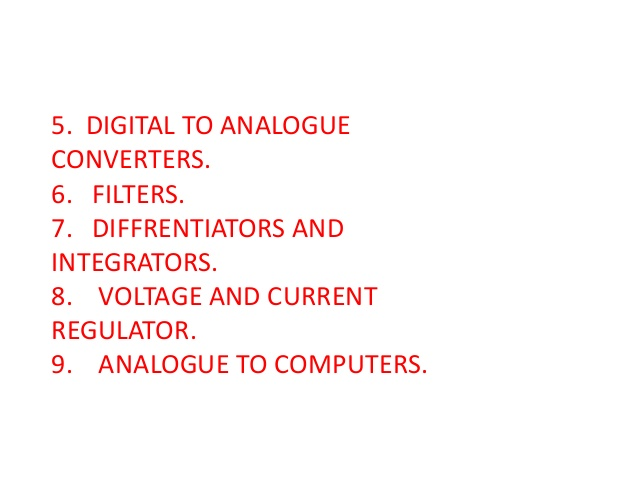 5. DIGITAL TO ANALOGUE
CONVERTERS.
6. FILTERS.
7. DIFFRENTIATORS AND
INTEGRATORS.
8. VOLTAGE AND CURRENT
REGULATOR.
9. ANALOGUE TO COMPUTERS.